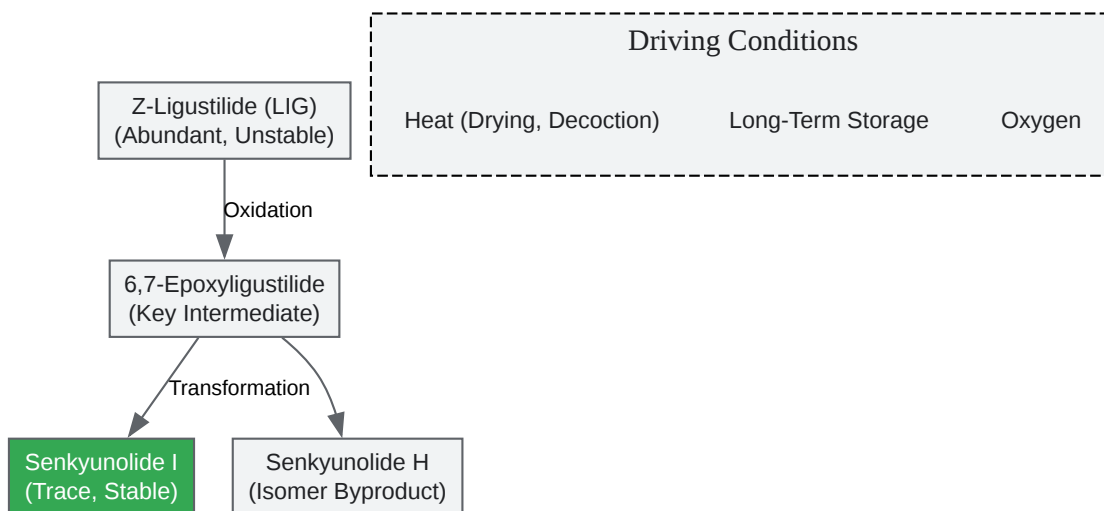 Driving Conditions
Heat (Drying, Decoction)
Long-Term Storage
Oxygen
Z-Ligustilide (LIG)
(Abundant, Unstable)
Oxidation
6,7-Epoxyligustilide
(Key Intermediate)
Transformation
Senkyunolide I
(Trace, Stable)
Senkyunolide H
(Isomer Byproduct)